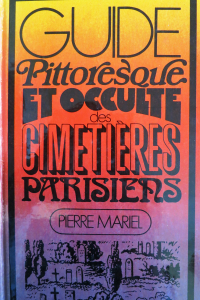 GUIDE
Pittoresque
ET OCCULTE
des
CIMETIÈRES
PARISIENS
PIERRE MARIEL